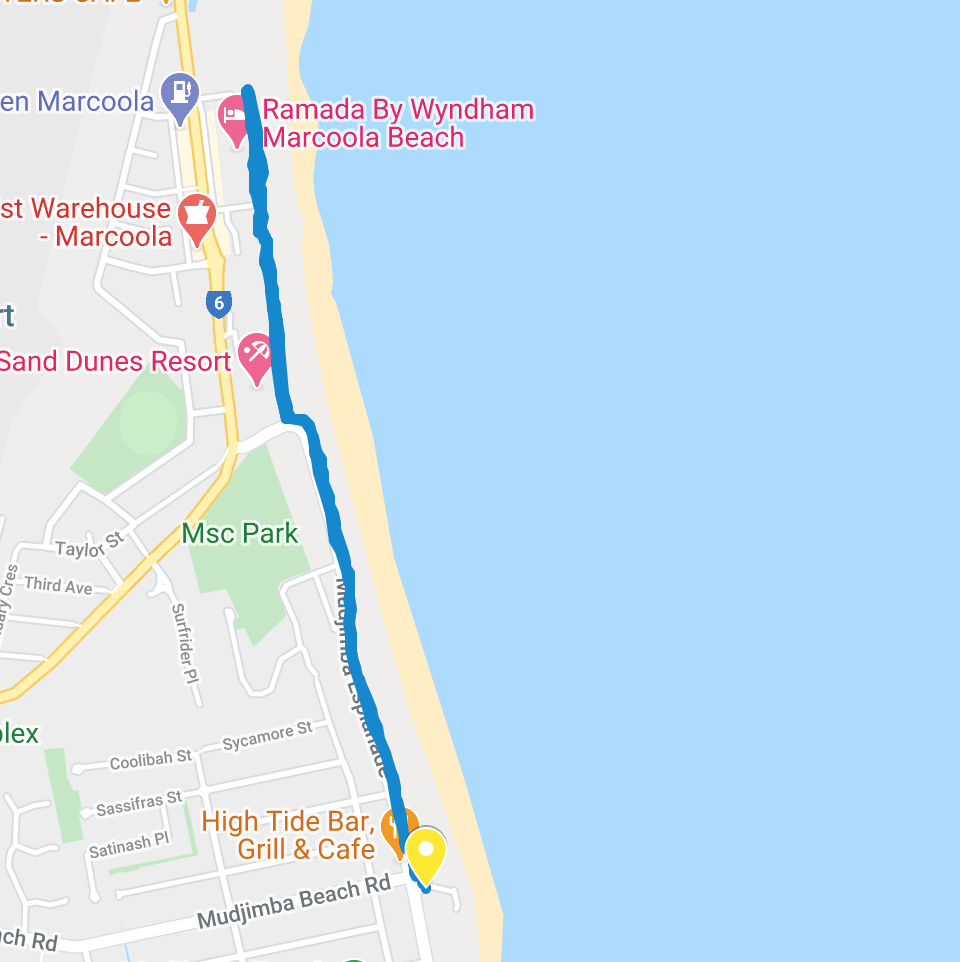 en Marcoola
Ramada By Wyndham
Marcoola Beach
st Warehouse
- Marcoola
6
rt
Sand Dunes Resort
Msc Park
Taylor St
Third Ave
Surfrider Pl
Mudjimba Esplanade
plex
Sycamore St
Coolibah St
Sassifras St
Satinash Pl
High Tide Bar,
Grill & Cafe
Mudjimba Beach Rd
ach Rd